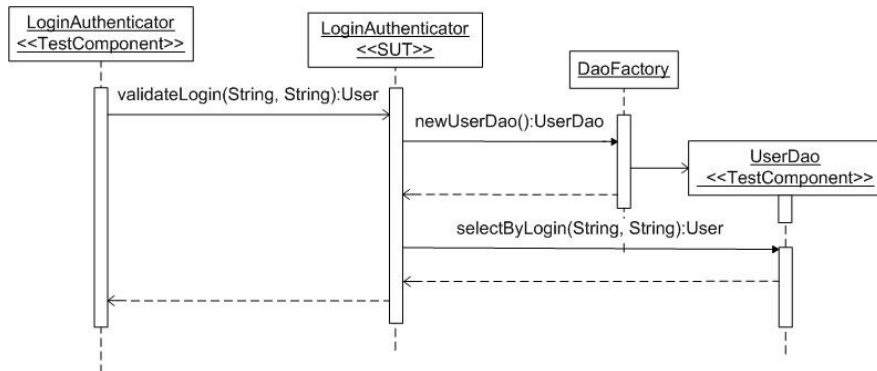 LoginAuthenticator
<<TestComponent>>
LoginAuthenticator
<<SUT>>
DaoFactory
validateLogin(String, String):User
newUserDao():UserDao
UserDao
<<TestComponent>>
selectByLogin(String, String):User